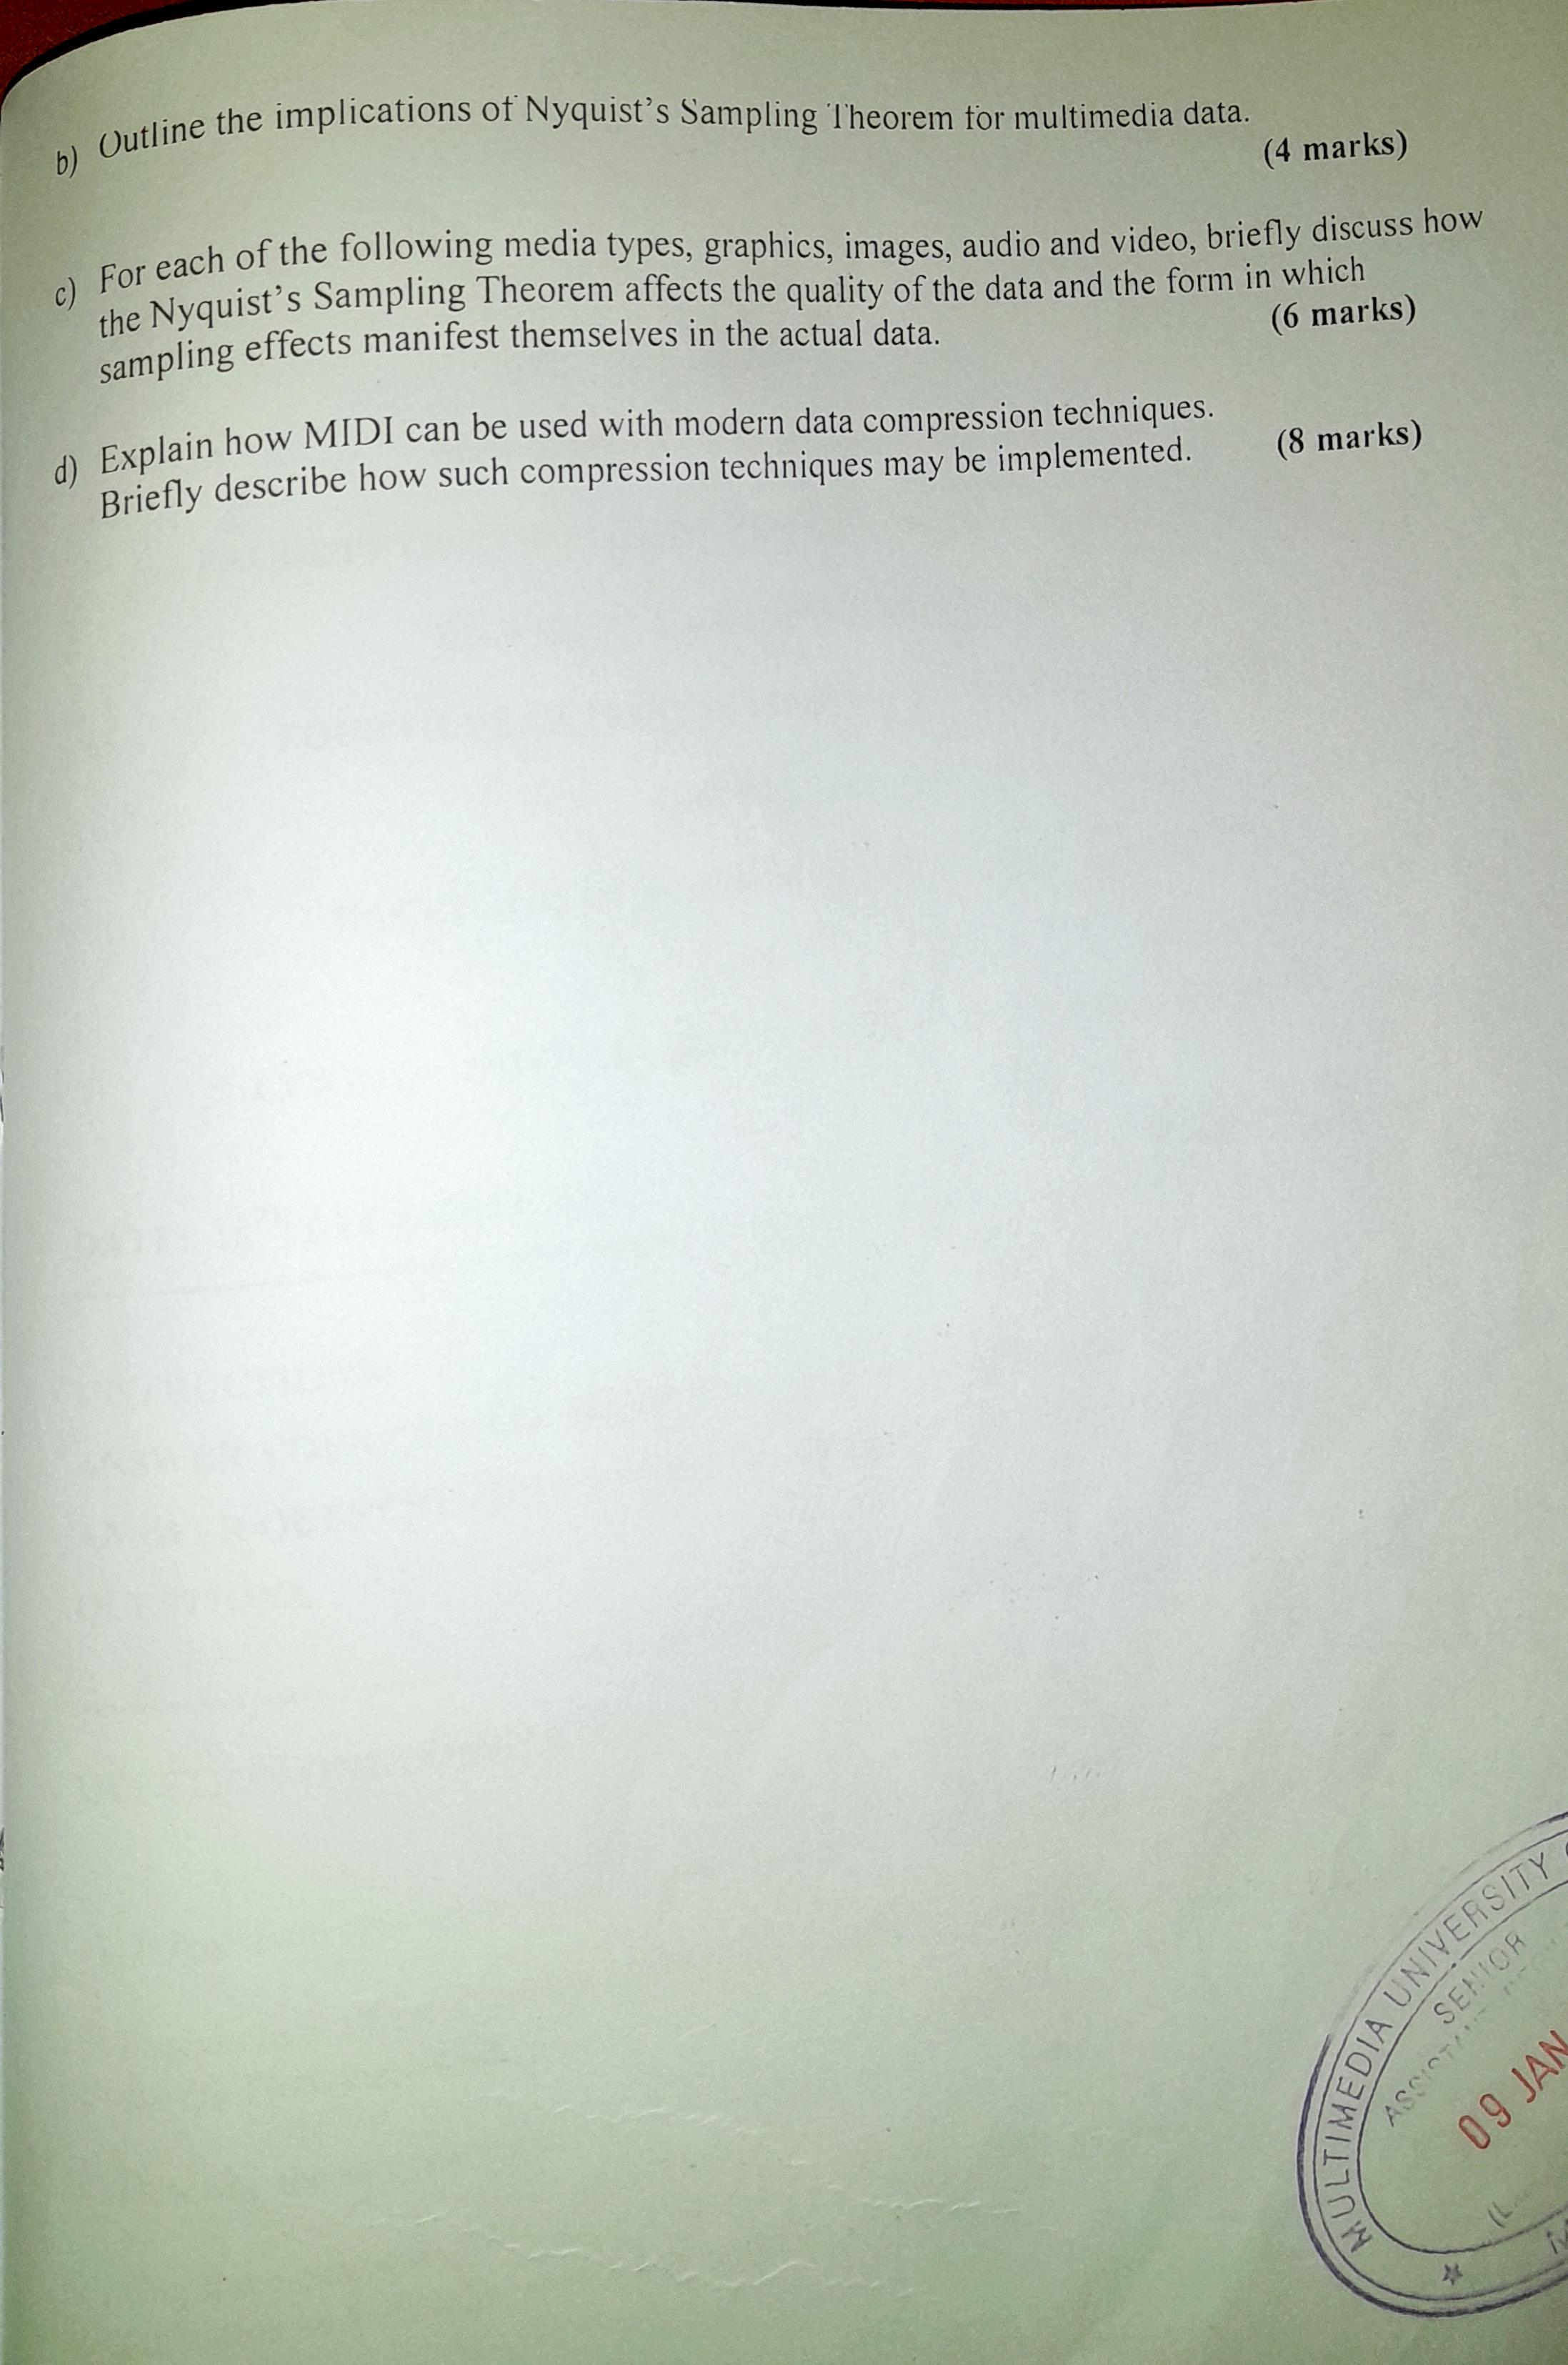 b) Outline the implications of Nyquist's Sampling Theorem for multimedia data.
(4 marks)
c) For each of the following media types, graphics, images, audio and video, briefly discuss how
the Nyquist's Sampling Theorem affects the quality of the data and the form in which
sampling effects manifest themselves in the actual data.
(6 marks)
d) Explain how MIDI can be used with modern data compression techniques.
Briefly describe how such compression techniques may be implemented.
(8 marks)
MULTIMEDIA UNIVERSITY
SENIOR
09 JAN